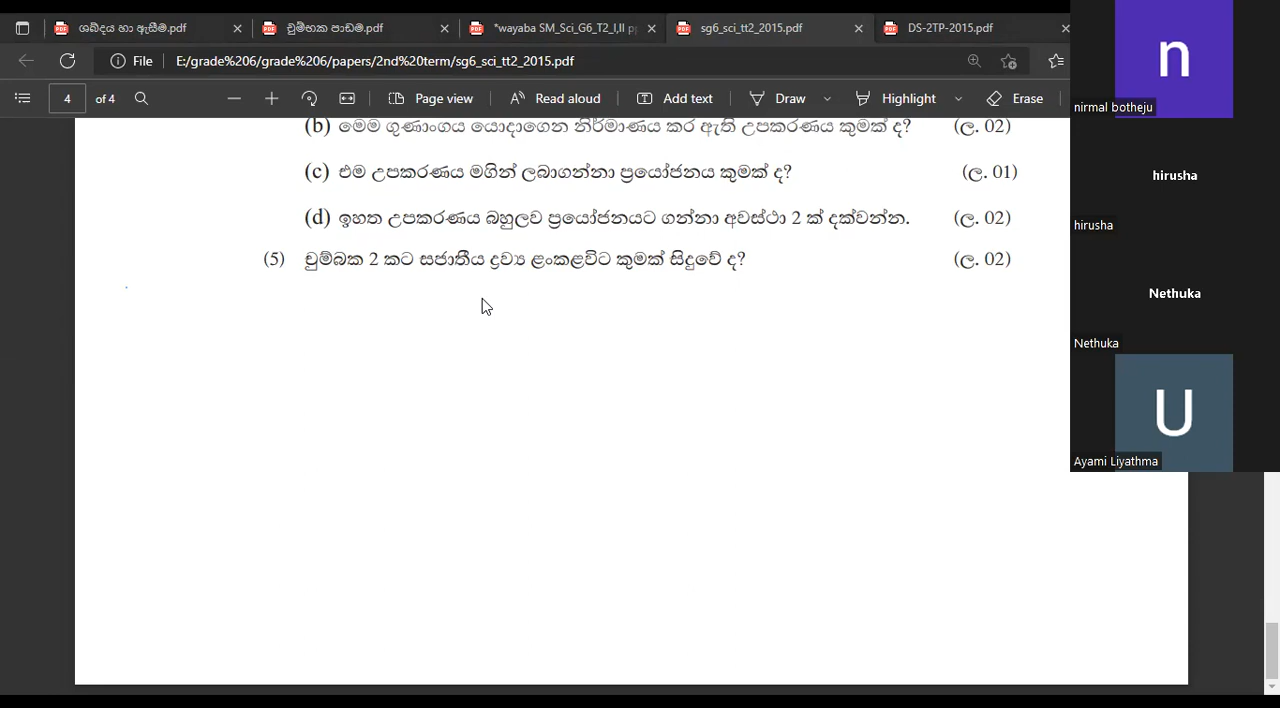 ශබ්දය හා ඇසීම.pdf
චුම්භක පාඩම.pdf
*wayaba SM_Sci_G6_T2_I,II pp
sg6_sci_tt2_2015.pdf
DS-2TP-2015.pdf
File
E:/grade%206/grade%206/papers/2nd%20term/sg6_sci_tt2_2015.pdf
4 of 4
Page view
Read aloud
Add text
Draw
Highlight
Erase
(b) මෙම ගුණාංගය යොදාගෙන නිර්මාණය කර ඇති උපකරණය කුමක් ද? (ල. 02)
(c) එම උපකරණය මගින් ලබාගන්නා ප්‍රයෝජනය කුමක් ද? (ල. 01)
(d) ඉහත උපකරණය බහුලව ප්‍රයෝජනයට ගන්නා අවස්ථා 2 ක් දක්වන්න. (ල. 02)
(5) චුම්බක 2 කට සජාතීය ද්‍රව්‍ය ළංකළවිට කුමක් සිදුවේ ද? (ල. 02)
n
nirmal botheju
hirusha
hirusha
Nethuka
Nethuka
U
Ayami Liyathma